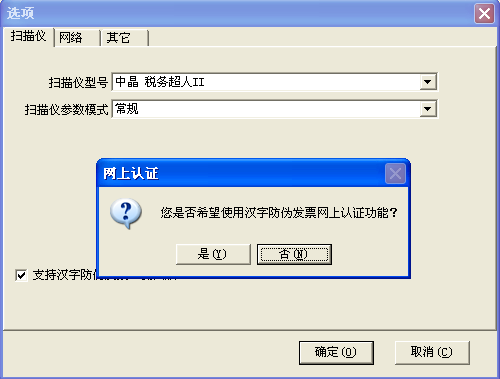 选项
扫描仪 网络 其它
扫描仪型号 中晶 税务超人II
扫描仪参数模式 常规
网上认证
您是否希望使用汉字防伪发票网上认证功能?
是(Y) 否(N)
支持汉字防伪
确定(O) 取消(C)